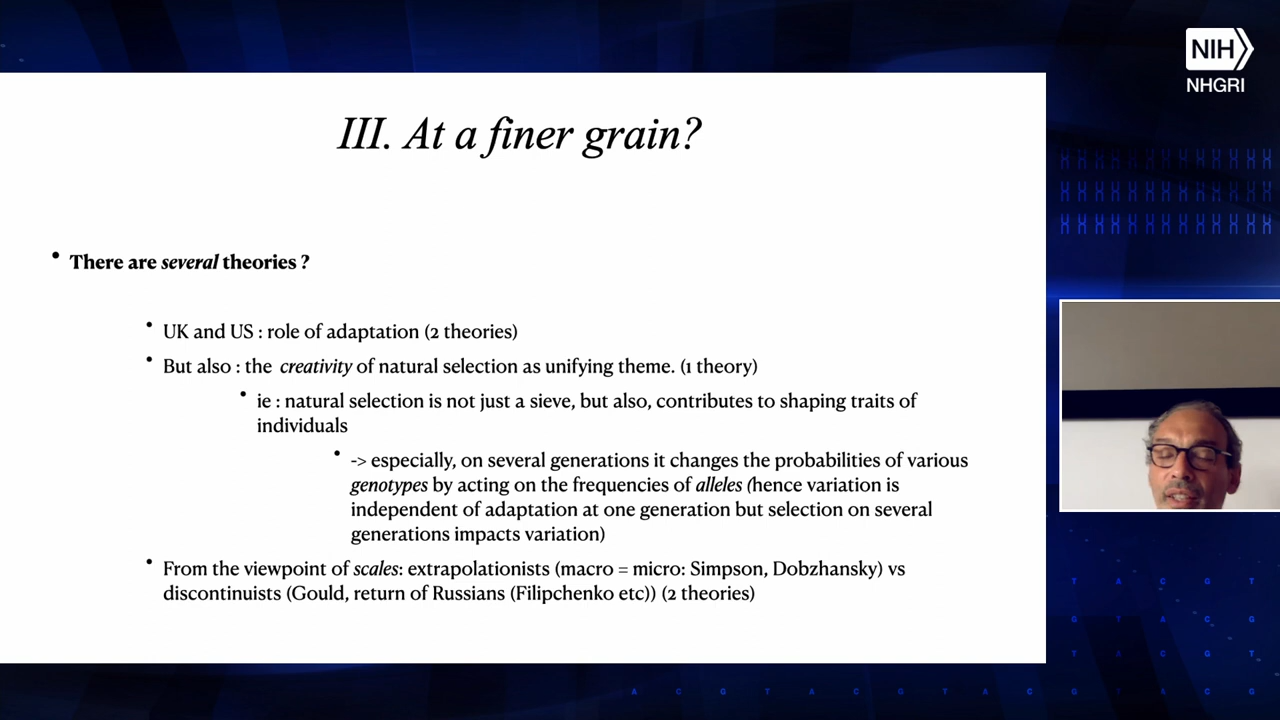 NIH
NHGRI
III. At a finer grain?
• There are several theories ?
• UK and US : role of adaptation (2 theories)
• But also : the creativity of natural selection as unifying theme. (1 theory)
• ie : natural selection is not just a sieve, but also, contributes to shaping traits of
individuals
• -> especially, on several generations it changes the probabilities of various
genotypes by acting on the frequencies of alleles (hence variation is
independent of adaptation at one generation but selection on several
generations impacts variation)
• From the viewpoint of scales: extrapolationists (macro = micro: Simpson, Dobzhansky) vs
discontinuists (Gould, return of Russians (Filipchenko etc)) (2 theories)
T A C G T
G T A C G
T A C G T
A C G T A C G T A C G T A C G